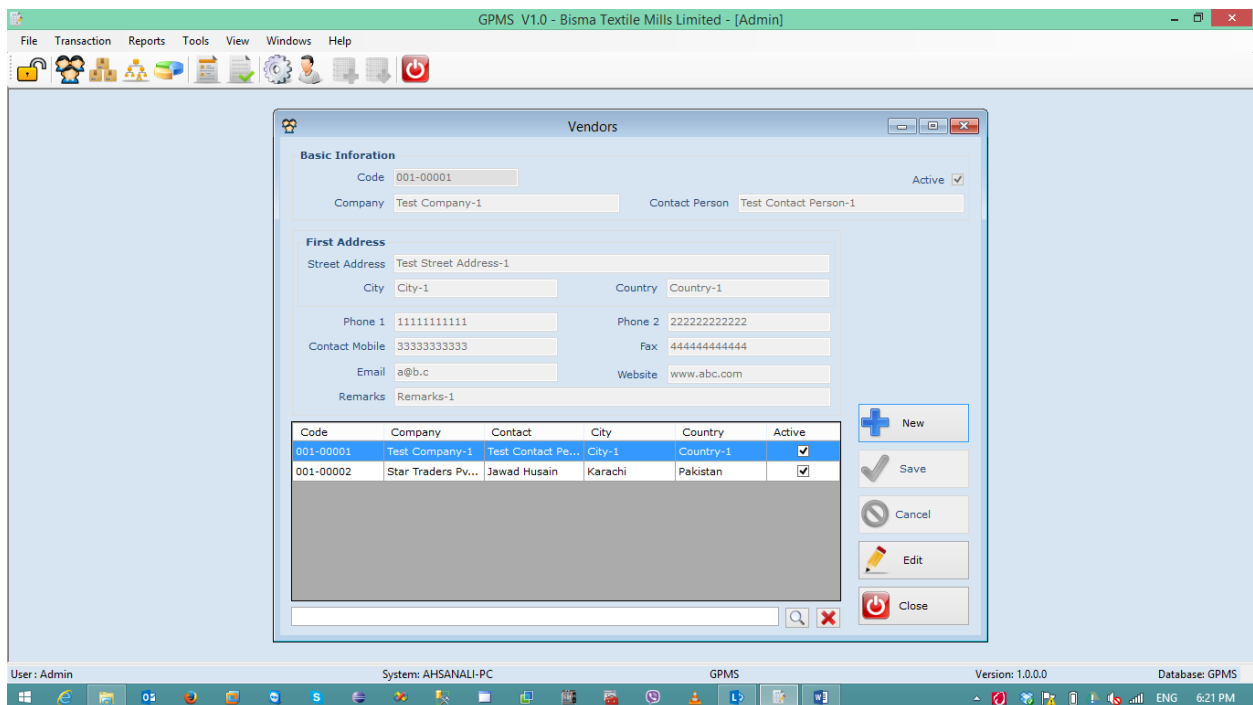 GPMS V1.0 - Bisma Textile Mills Limited - [Admin]
File Transaction Reports Tools View Windows Help
Vendors
Basic Inforation
Code 001-00001 Active
Company Test Company-1 Contact Person Test Contact Person-1
First Address
Street Address Test Street Address-1
City City-1 Country Country-1
Phone 1 11111111111 Phone 2 222222222222
Contact Mobile 33333333333 Fax 444444444444
Email a@b.c Website www.abc.com
Remarks Remarks-1
New
Code Company Contact City Country Active
001-00001 Test Company-1 Test Contact Pe... City-1 Country-1
001-00002 Star Traders Pv... Jawad Husain Karachi Pakistan
Save
Cancel
Edit
Close
User : Admin System: AHSANALI-PC GPMS Version: 1.0.0.0 Database: GPMS
ENG 6:21 PM